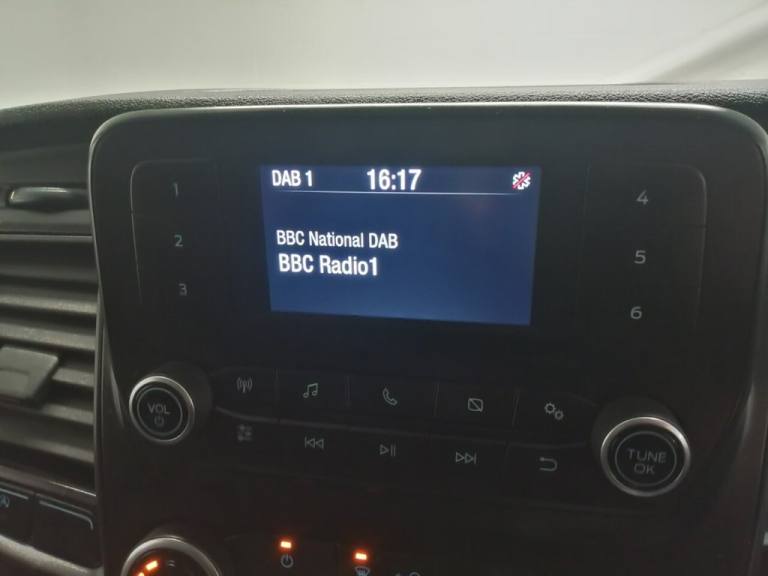 DAB 1 16:17
BBC National DAB
BBC Radio1
1
2
3
4
5
6
VOL
TUNE
OK